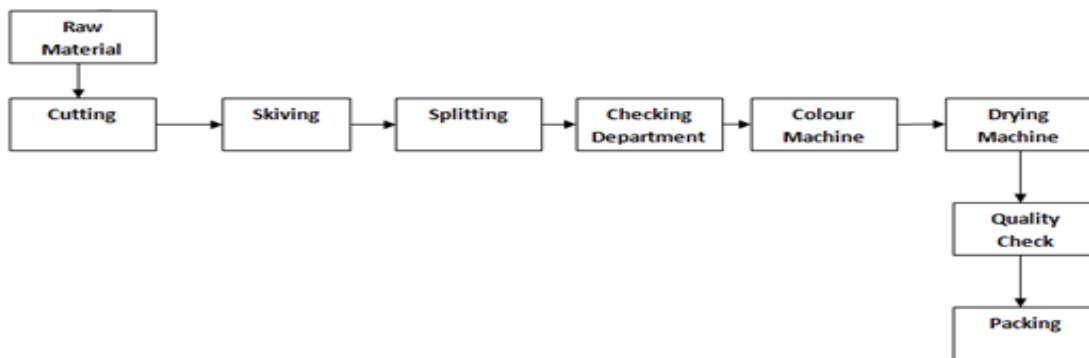 Raw
Material
Cutting
Skiving
Splitting
Checking
Department
Colour
Machine
Drying
Machine
Quality
Check
Packing